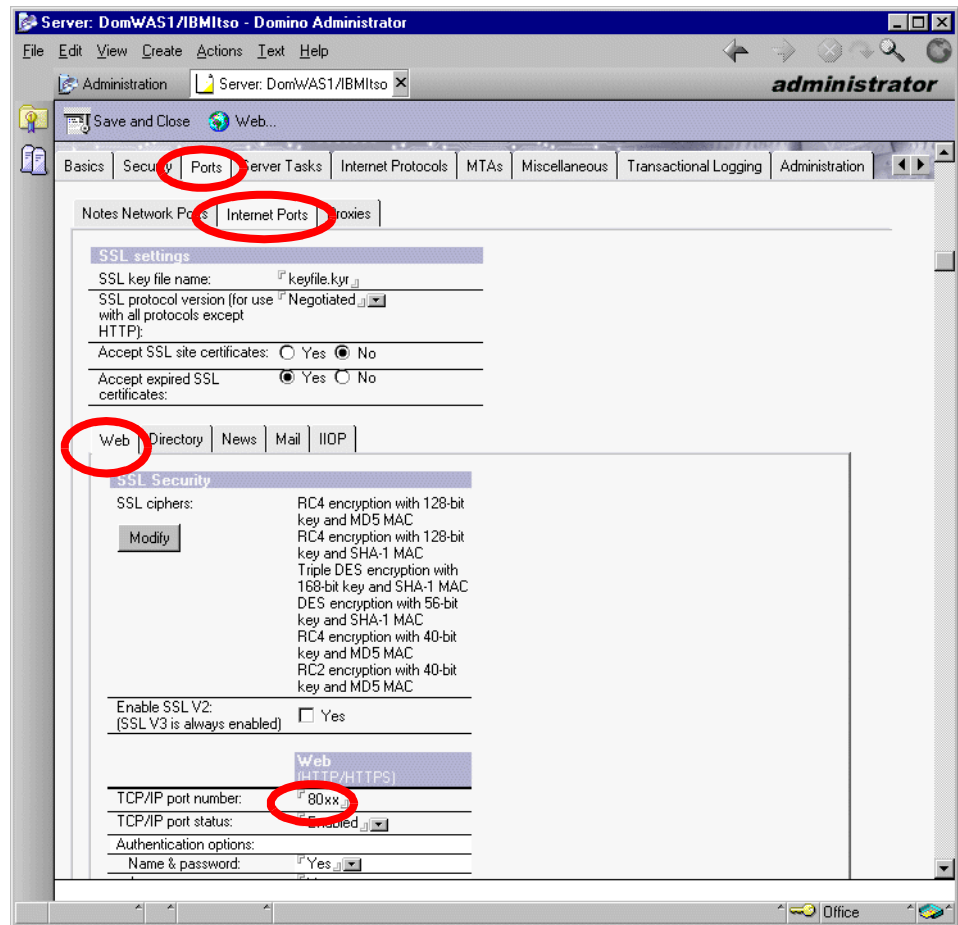 Server: DomWAS1/IBMItso - Domino Administrator
File Edit View Create Actions Text Help
Administration Server: DomWAS1/IBMItso
administrator
Save and Close Web...
Basics Security Ports Server Tasks Internet Protocols MTAs Miscellaneous Transactional Logging Administration
Notes Network Ports Internet Ports Proxies
SSL settings
SSL key file name: keyfile.kyr
SSL protocol version (for use Negotiated
with all protocols except
HTTP):
Accept SSL site certificates: Yes No
Accept expired SSL Yes No
certificates:
Web Directory News Mail IIOP
SSL Security
SSL ciphers: RC4 encryption with 128-bit
key and MD5 MAC
Modify RC4 encryption with 128-bit
key and SHA-1 MAC
Triple DES encryption with
168-bit key and SHA-1 MAC
DES encryption with 56-bit
key and SHA-1 MAC
RC4 encryption with 40-bit
key and MD5 MAC
RC2 encryption with 40-bit
key and MD5 MAC
Enable SSL V2: Yes
(SSL V3 is always enabled)
Web
(HTTP/HTTPS)
TCP/IP port number: 80xx
TCP/IP port status: Enabled
Authentication options:
Name & password: Yes
Office